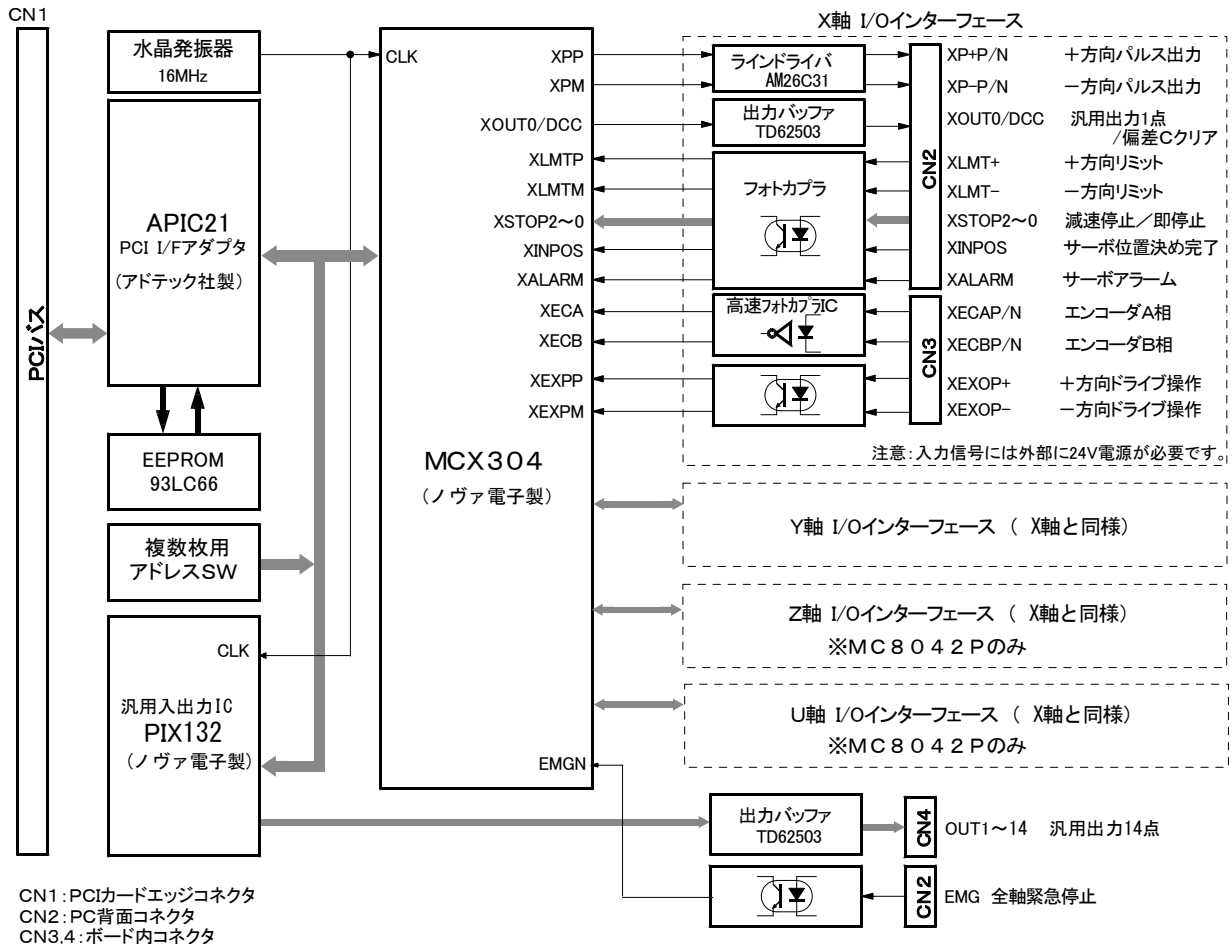 CN1
PCIバス
水晶発振器
16MHz
APIC21
PCI I/Fアダプタ
(アドテック社製)
EEPROM
93LC66
複数枚用
アドレスSW
CLK
汎用入出力IC
PIX132
(ノヴァ電子製)
CLK
XPP
XPM
XOUT0/DCC
XLMTP
XLMTM
XSTOP2～0
XINPOS
XALARM
XECA
XECB
XEXPP
XEXPM
MCX304
(ノヴァ電子製)
EMGN
X軸 I/Oインターフェース
ラインドライバ
AM26C31
出力バッファ
TD62503
フォトカプラ
高速フォトカプラIC
CN2
CN3
XP+P/N ＋方向パルス出力
XP-P/N －方向パルス出力
XOUT0/DCC 汎用出力1点
/偏差Cクリア
XLMT+ ＋方向リミット
XLMT- －方向リミット
XSTOP2～0 減速停止／即停止
XINPOS サーボ位置決め完了
XALARM サーボアラーム
XECAP/N エンコーダA相
XECBP/N エンコーダB相
XEXOP+ ＋方向ドライブ操作
XEXOP- －方向ドライブ操作
注意：入力信号には外部に24V電源が必要です。
Y軸 I/Oインターフェース ( X軸と同様)
Z軸 I/Oインターフェース ( X軸と同様)
※MC8042Pのみ
U軸 I/Oインターフェース ( X軸と同様)
※MC8042Pのみ
出力バッファ
TD62503
CN4
OUT1～14 汎用出力14点
CN2
EMG 全軸緊急停止
CN1：PCIカードエッジコネクタ
CN2：PC背面コネクタ
CN3,4：ボード内コネクタ